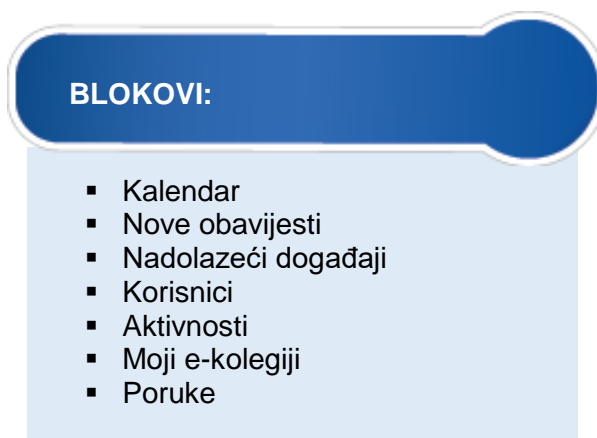 BLOKOVI:
▪ Kalendar
▪ Nove obavijesti
▪ Nadolazeći događaji
▪ Korisnici
▪ Aktivnosti
▪ Moji e-kolegiji
▪ Poruke